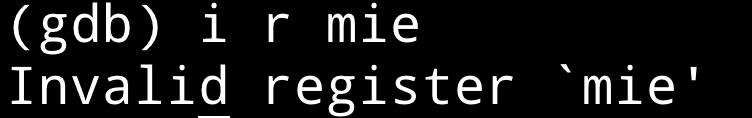 (gdb) i r mie
Invalid register `mie'